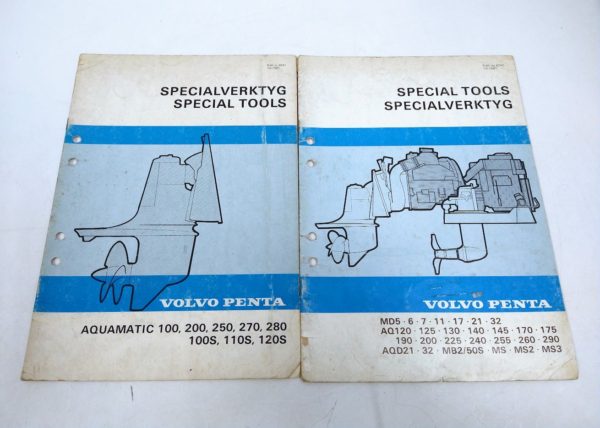 SPECIALVERKTYG
SPECIAL TOOLS
VOLVO PENTA
AQUAMATIC 100, 200, 250, 270, 280
100S, 110S, 120S
SPECIAL TOOLS
SPECIALVERKTYG
VOLVO PENTA
MD5 · 6 · 7 · 11 · 17 · 21 · 32
AQ120 · 125 · 130 · 140 · 145 · 170 · 175
190 · 200 · 225 · 240 · 255 · 260 · 290
AQD21 · 32 · MB2/50S · MS · MS2 · MS3